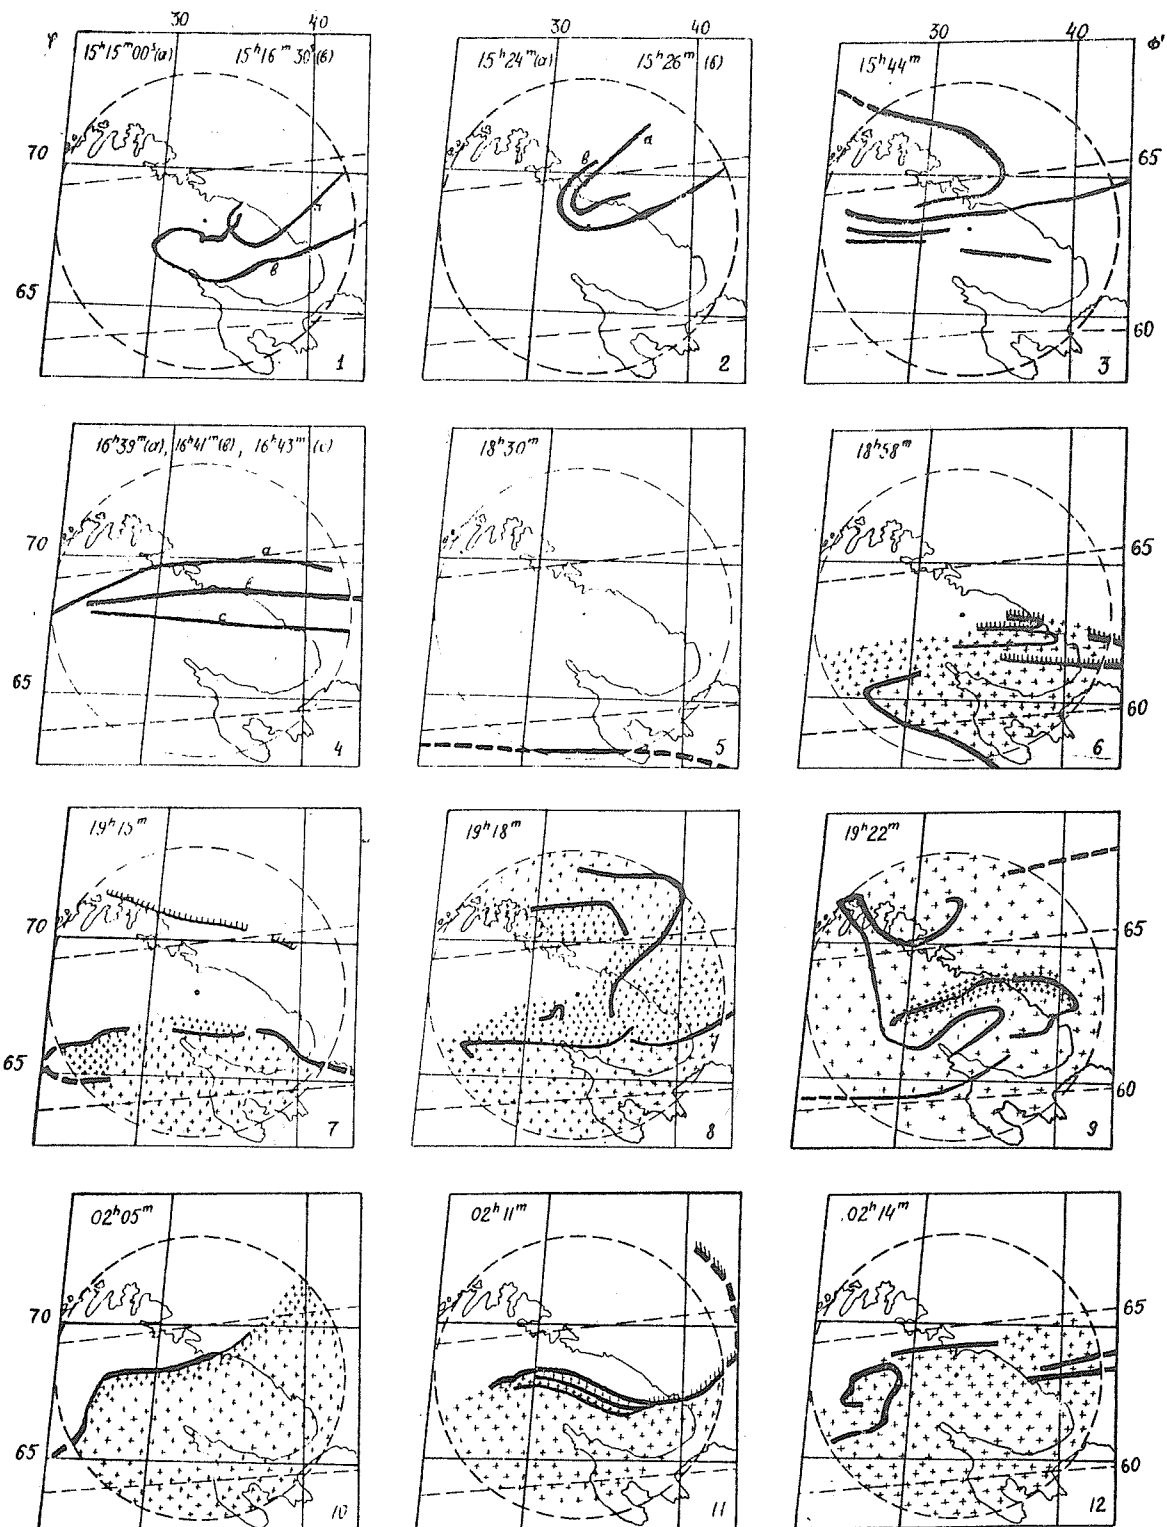 30 40 30 40 30 40
φ 15ʰ15ᵐ00ˢ(а) 15ʰ16ᵐ30ˢ(в) 15ʰ24ᵐ(а) 15ʰ26ᵐ(в) 15ʰ44ᵐ Φ'
70 а в 65
65 в 60
1 2 3
16ʰ39ᵐ(а), 16ʰ41ᵐ(в), 16ʰ43ᵐ(с) 18ʰ30ᵐ 18ʰ58ᵐ
70 а 65
с
65 60
4 5 6
19ʰ15ᵐ 19ʰ18ᵐ 19ʰ22ᵐ
70 65
65 60
7 8 9
02ʰ05ᵐ 02ʰ11ᵐ 02ʰ14ᵐ
70 65
65 60
10 11 12